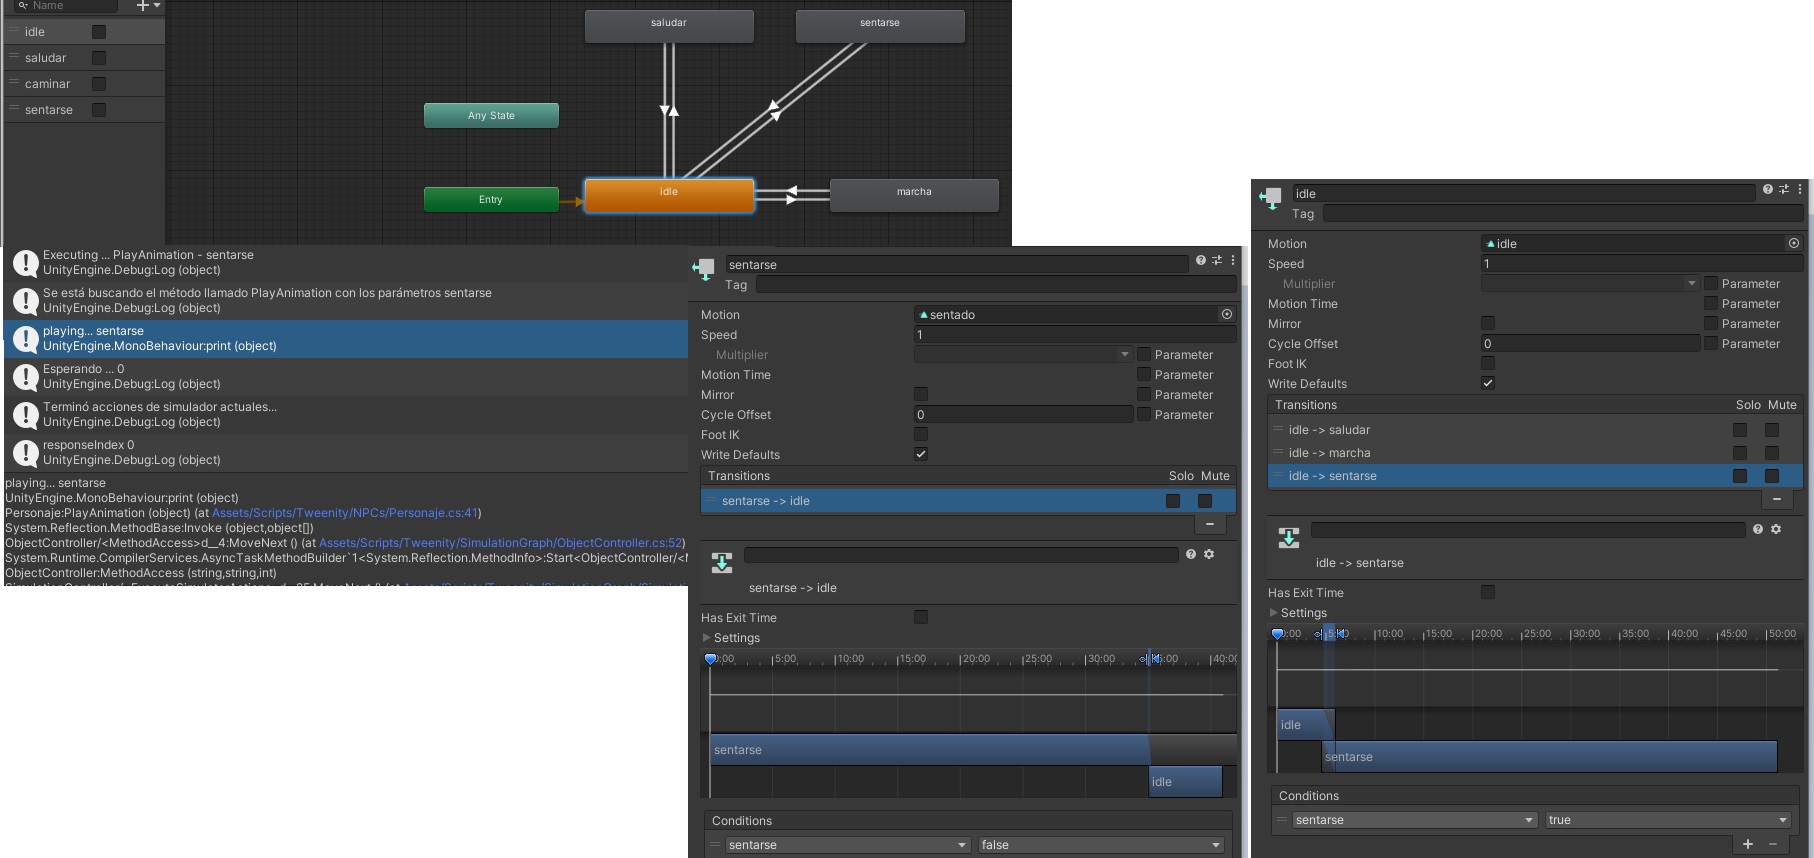 Name
idle
saludar
caminar
sentarse
saludar
sentarse
Any State
Entry
idle
marcha
Executing ... PlayAnimation - sentarse
UnityEngine.Debug:Log (object)
Se está buscando el método llamado PlayAnimation con los parámetros sentarse
UnityEngine.Debug:Log (object)
playing... sentarse
UnityEngine.MonoBehaviour:print (object)
Esperando ... 0
UnityEngine.Debug:Log (object)
Terminó acciones de simulador actuales...
UnityEngine.Debug:Log (object)
responseIndex 0
UnityEngine.Debug:Log (object)
playing... sentarse
UnityEngine.MonoBehaviour:print (object)
Personaje:PlayAnimation (object) (at Assets/Scripts/Tweenity/NPCs/Personaje.cs:41)
System.Reflection.MethodBase:Invoke (object,object[])
ObjectController/<MethodAccess>d__4:MoveNext () (at Assets/Scripts/Tweenity/SimulationGraph/ObjectController.cs:52)
System.Runtime.CompilerServices.AsyncTaskMethodBuilder`1<System.Reflection.MethodInfo>:Start<ObjectController/<M
ObjectController:MethodAccess (string,string,int)
sentarse
Tag
Motion
sentado
Speed
1
Multiplier
Parameter
Motion Time
Parameter
Mirror
Parameter
Cycle Offset
0
Parameter
Foot IK
Write Defaults
Transitions
Solo Mute
sentarse -> idle
sentarse -> idle
Has Exit Time
Settings
0:00 5:00 10:00 15:00 20:00 25:00 30:00 40:00
sentarse
idle
Conditions
sentarse
false
idle
Tag
Motion
idle
Speed
1
Multiplier
Parameter
Motion Time
Parameter
Mirror
Parameter
Cycle Offset
0
Parameter
Foot IK
Write Defaults
Transitions
Solo Mute
idle -> saludar
idle -> marcha
idle -> sentarse
idle -> sentarse
Has Exit Time
Settings
0:00 5:00 10:00 15:00 20:00 25:00 30:00 35:00 40:00 45:00 50:00
idle
sentarse
Conditions
sentarse
true